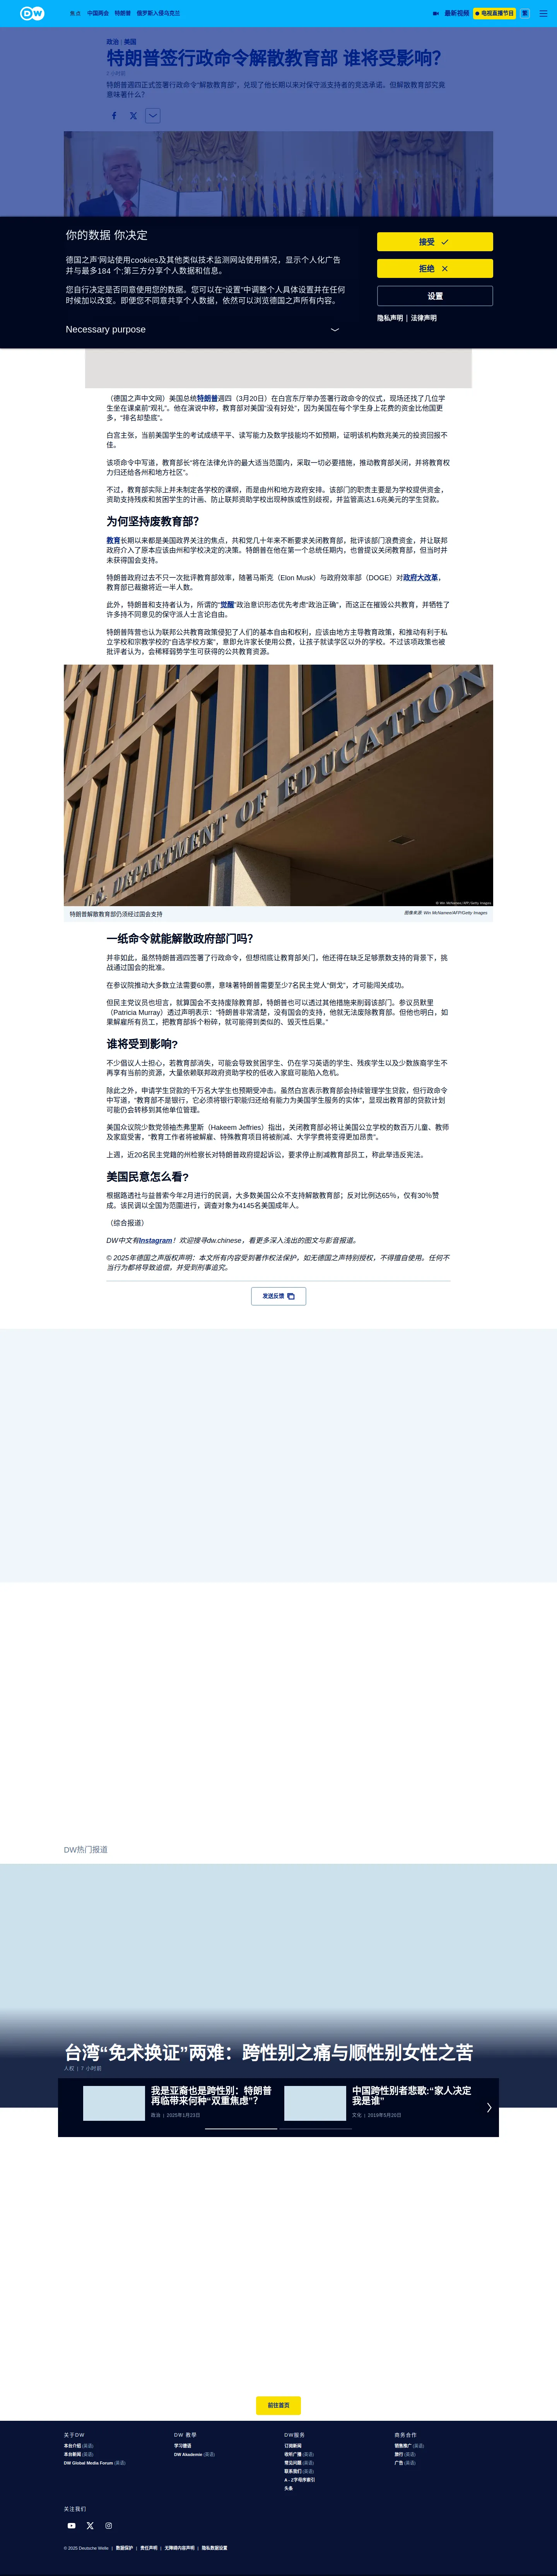 DW
焦点 中国两会 特朗普 俄罗斯入侵乌克兰
最新视频 电视直播节目 繁
政治 | 美国
特朗普签行政命令解散教育部 谁将受影响？
特朗普週四正式签署行政命令“解散教育部”，兑现了他长期以来对保守派支持者的竞选承诺。但解散教育部究竟
意味著什么？
你的数据 你决定
德国之声'网站使用cookies及其他类似技术监测网站使用情况，显示个人化广告
并与最多184 个;第三方分享个人数据和信息。
您自行决定是否同意使用您的数据。您可以在“设置”中调整个人具体设置并在任何
时候加以改变。即便您不同意共享个人数据，依然可以浏览德国之声所有内容。
Necessary purpose
接受
拒绝
设置
隐私声明 | 法律声明
（德国之声中文网）美国总统特朗普週四（3月20日）在白宫东厅举办签署行政命令的仪式，现场还找了几位学
生坐在课桌前“观礼”。他在演说中称，教育部对美国“没有好处”，因为美国在每个学生身上花费的资金比他国更
多，“排名却垫底”。
白宫主张，当前美国学生的考试成绩平平、读写能力及数学技能均不如预期，证明该机构数兆美元的投资回报不
佳。
该项命令中写道，教育部长“将在法律允许的最大适当范围内，采取一切必要措施，推动教育部关闭，并将教育权
力归还给各州和地方社区”。
不过，教育部实际上并未制定各学校的课纲，而是由州和地方政府安排。该部门的职责主要是为学校提供资金，
资助支持残疾和贫困学生的计画、防止联邦资助学校出现种族或性别歧视，并监管高达1.6兆美元的学生贷款。
为何坚持废教育部？
教育长期以来都是美国政界关注的焦点，共和党几十年来不断要求关闭教育部，批评该部门浪费资金，并让联邦
政府介入了原本应该由州和学校决定的决策。特朗普在他在第一个总统任期内，也曾提议关闭教育部，但当时并
未获得国会支持。
特朗普政府过去不只一次批评教育部效率，随著马斯克（Elon Musk）与政府效率部（DOGE）对政府大改革，
教育部已裁撤将近一半人数。
此外，特朗普和支持者认为，所谓的“觉醒”政治意识形态优先考虑“政治正确”，而这正在摧毁公共教育，并牺牲了
许多持不同意见的保守派人士言论自由。
特朗普阵营也认为联邦公共教育政策侵犯了人们的基本自由和权利，应该由地方主导教育政策，和推动有利于私
立学校和宗教学校的“自选学校方案”，意即允许家长使用公费，让孩子就读学区以外的学校。不过该项政策也被
批评者认为，会稀释弱势学生可获得的公共教育资源。
U.S. DEPARTMENT OF EDUCATION
© Win McNamee/AFP/Getty Images
特朗普解散教育部仍须经过国会支持
图像来源: Win McNamee/AFP/Getty Images
一纸命令就能解散政府部门吗？
并非如此，虽然特朗普週四签署了行政命令，但想彻底让教育部关门，他还得在缺乏足够票数支持的背景下，挑
战通过国会的批准。
在参议院推动大多数立法需要60票，意味著特朗普需要至少7名民主党人“倒戈”，才可能闯关成功。
但民主党议员也坦言，就算国会不支持废除教育部，特朗普也可以透过其他措施来削弱该部门。参议员默里
（Patricia Murray）透过声明表示：“特朗普非常清楚，没有国会的支持，他就无法废除教育部。但他也明白，如
果解雇所有员工，把教育部拆个粉碎，就可能得到类似的、毁灭性后果。”
谁将受到影响?
不少倡议人士担心，若教育部消失，可能会导致贫困学生、仍在学习英语的学生、残疾学生以及少数族裔学生不
再享有当前的资源，大量依赖联邦政府资助学校的低收入家庭可能陷入危机。
除此之外，申请学生贷款的千万名大学生也预期受冲击。虽然白宫表示教育部会持续管理学生贷款，但行政命令
中写道，“教育部不是银行，它必须将银行职能归还给有能力为美国学生服务的实体”，显现出教育部的贷款计划
可能仍会转移到其他单位管理。
美国众议院少数党领袖杰弗里斯（Hakeem Jeffries）指出，关闭教育部必将让美国公立学校的数百万儿童、教师
及家庭受害，“教育工作者将被解雇、特殊教育项目将被削减、大学学费将变得更加昂贵”。
上週，近20名民主党籍的州检察长对特朗普政府提起诉讼，要求停止削减教育部员工，称此举违反宪法。
美国民意怎么看?
根据路透社与益普索今年2月进行的民调，大多数美国公众不支持解散教育部；反对比例达65%，仅有30%赞
成。该民调以全国为范围进行，调查对象为4145名美国成年人。
（综合报道）
DW中文有Instagram！欢迎搜寻dw.chinese，看更多深入浅出的图文与影音报道。
© 2025年德国之声版权声明：本文所有内容受到著作权法保护，如无德国之声特别授权，不得擅自使用。任何不
当行为都将导致追偿，并受到刑事追究。
发送反馈
DW热门报道
台湾“免术换证”两难：跨性别之痛与顺性别女性之苦
人权 | 7 小时前
我是亚裔也是跨性别：特朗普
再临带来何种“双重焦虑”？
政治 | 2025年1月23日
中国跨性别者悲歌:“家人决定
我是谁”
文化 | 2019年5月20日
前往首页
关于DW
本台介绍 (英语)
本台新闻 (英语)
DW Global Media Forum (英语)
DW 教學
学习德语
DW Akademie (英语)
DW服务
订阅新闻
收听广播 (英语)
常见问题 (英语)
联系我们 (英语)
A - Z字母序索引
头条
商务合作
销售推广 (英语)
旅行 (英语)
广告 (英语)
关注我们
© 2025 Deutsche Welle | 数据保护 | 责任声明 | 无障碍内容声明 | 隐私数据设置